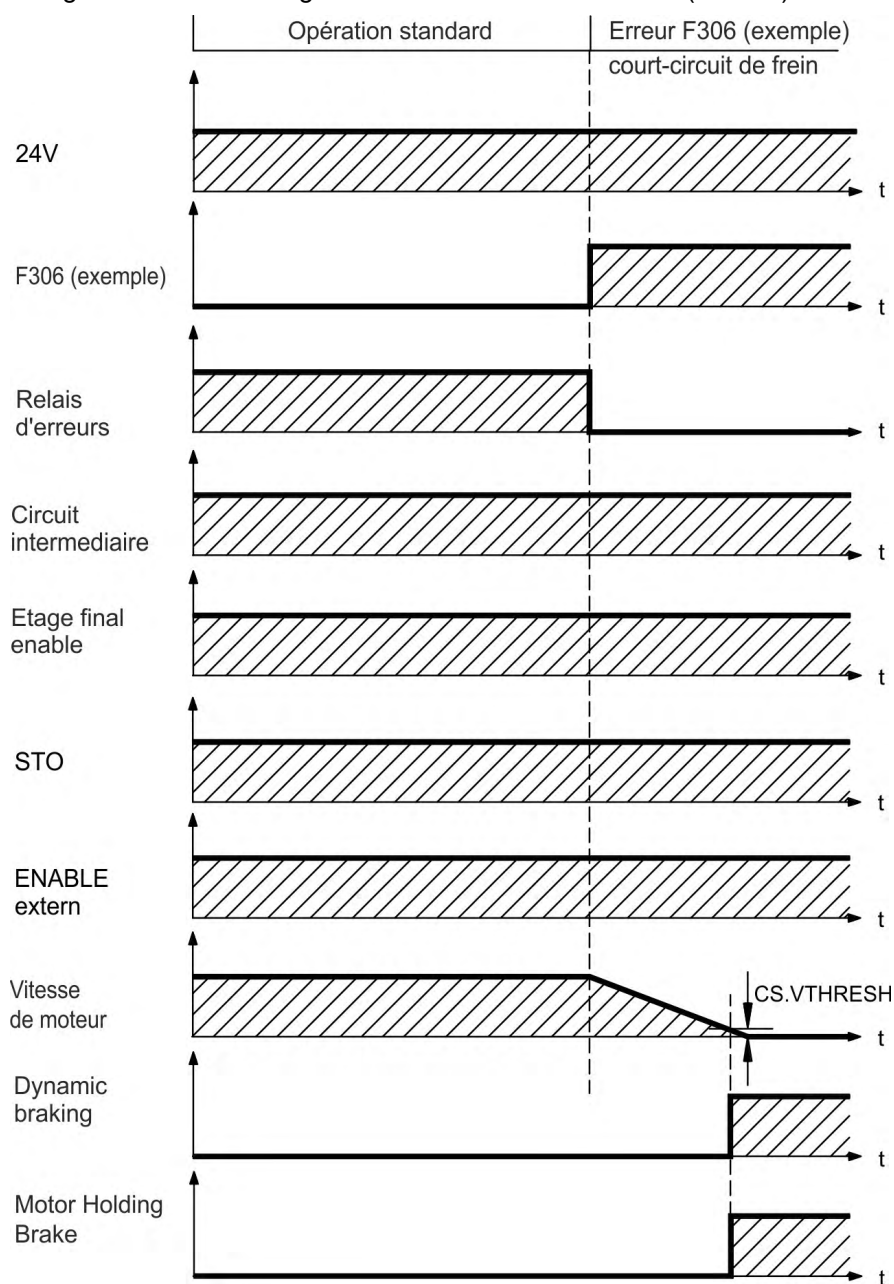 Opération standard
Erreur F306 (exemple)
court-circuit de frein
24V
t
F306 (exemple)
t
Relais
d'erreurs
t
Circuit
intermediaire
t
Etage final
enable
t
STO
t
ENABLE
extern
t
Vitesse
de moteur
CS.VTHRESH
t
Dynamic
braking
t
Motor Holding
Brake
t